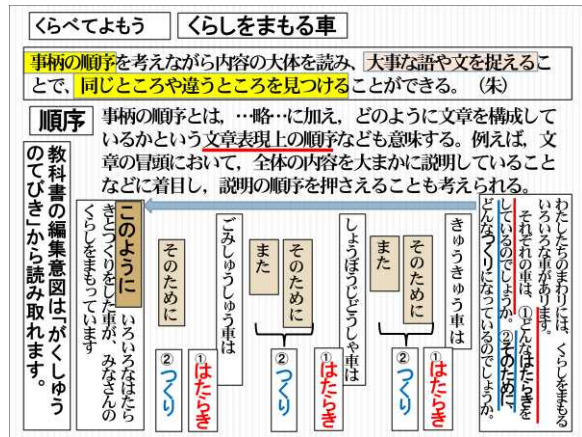 くらべてよもう
くらしをまもる車
事柄の順序を考えながら内容の大体を読み、大事な語や文を捉えるこ
とで、同じところや違うところを見つけることができる。（朱）
順序
事柄の順序とは，…略…に加え，どのように文章を構成して
いるかという文章表現上の順序なども意味する。例えば，文
章の冒頭において，全体の内容を大まかに説明していること
などに着目し，説明の順序を押さえることも考えられる。
わたしたちのまわりには、くらしをまもる
いろいろな車があります。
それぞれの車は、①どんなはたらきを
しているのでしょうか。②そのために、
どんなつくりになっているのでしょうか。
きゅうきゅう車は
①はたらき
そのために
また
②つくり
しょうぼうじどうしゃ車は
①はたらき
そのために
また
②つくり
ごみしゅうしゅう車は
①はたらき
そのために
②つくり
このように いろいろなはたら
きとつくりをした車が、みなさんの
くらしをまもっています
教科書の編集意図は「がくしゅう
のてびき」から読み取れます。